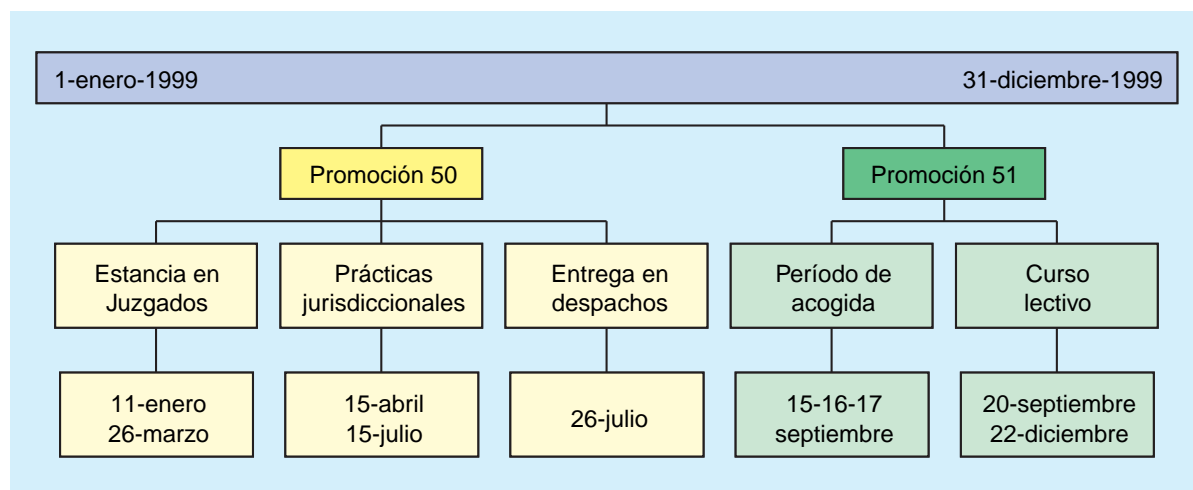 1-enero-1999
31-diciembre-1999
Promoción 50
Promoción 51
Estancia en
Juzgados
Prácticas
jurisdiccionales
Entrega en
despachos
Período de
acogida
Curso
lectivo
11-enero
26-marzo
15-abril
15-julio
26-julio
15-16-17
septiembre
20-septiembre
22-diciembre